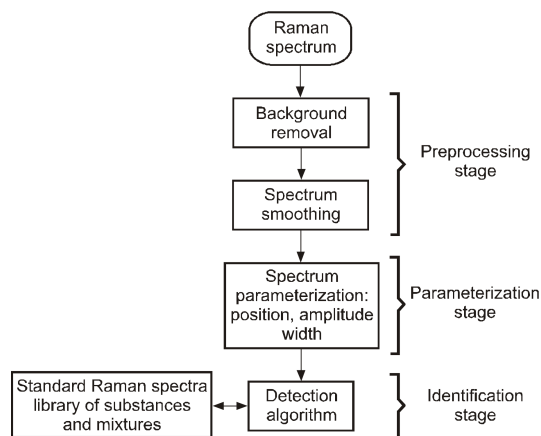 Raman
spectrum
Background
removal
Preprocessing
stage
Spectrum
smoothing
Spectrum
parameterization:
position, amplitude
width
Parameterization
stage
Standard Raman spectra
library of substances
and mixtures
Detection
algorithm
Identification
stage